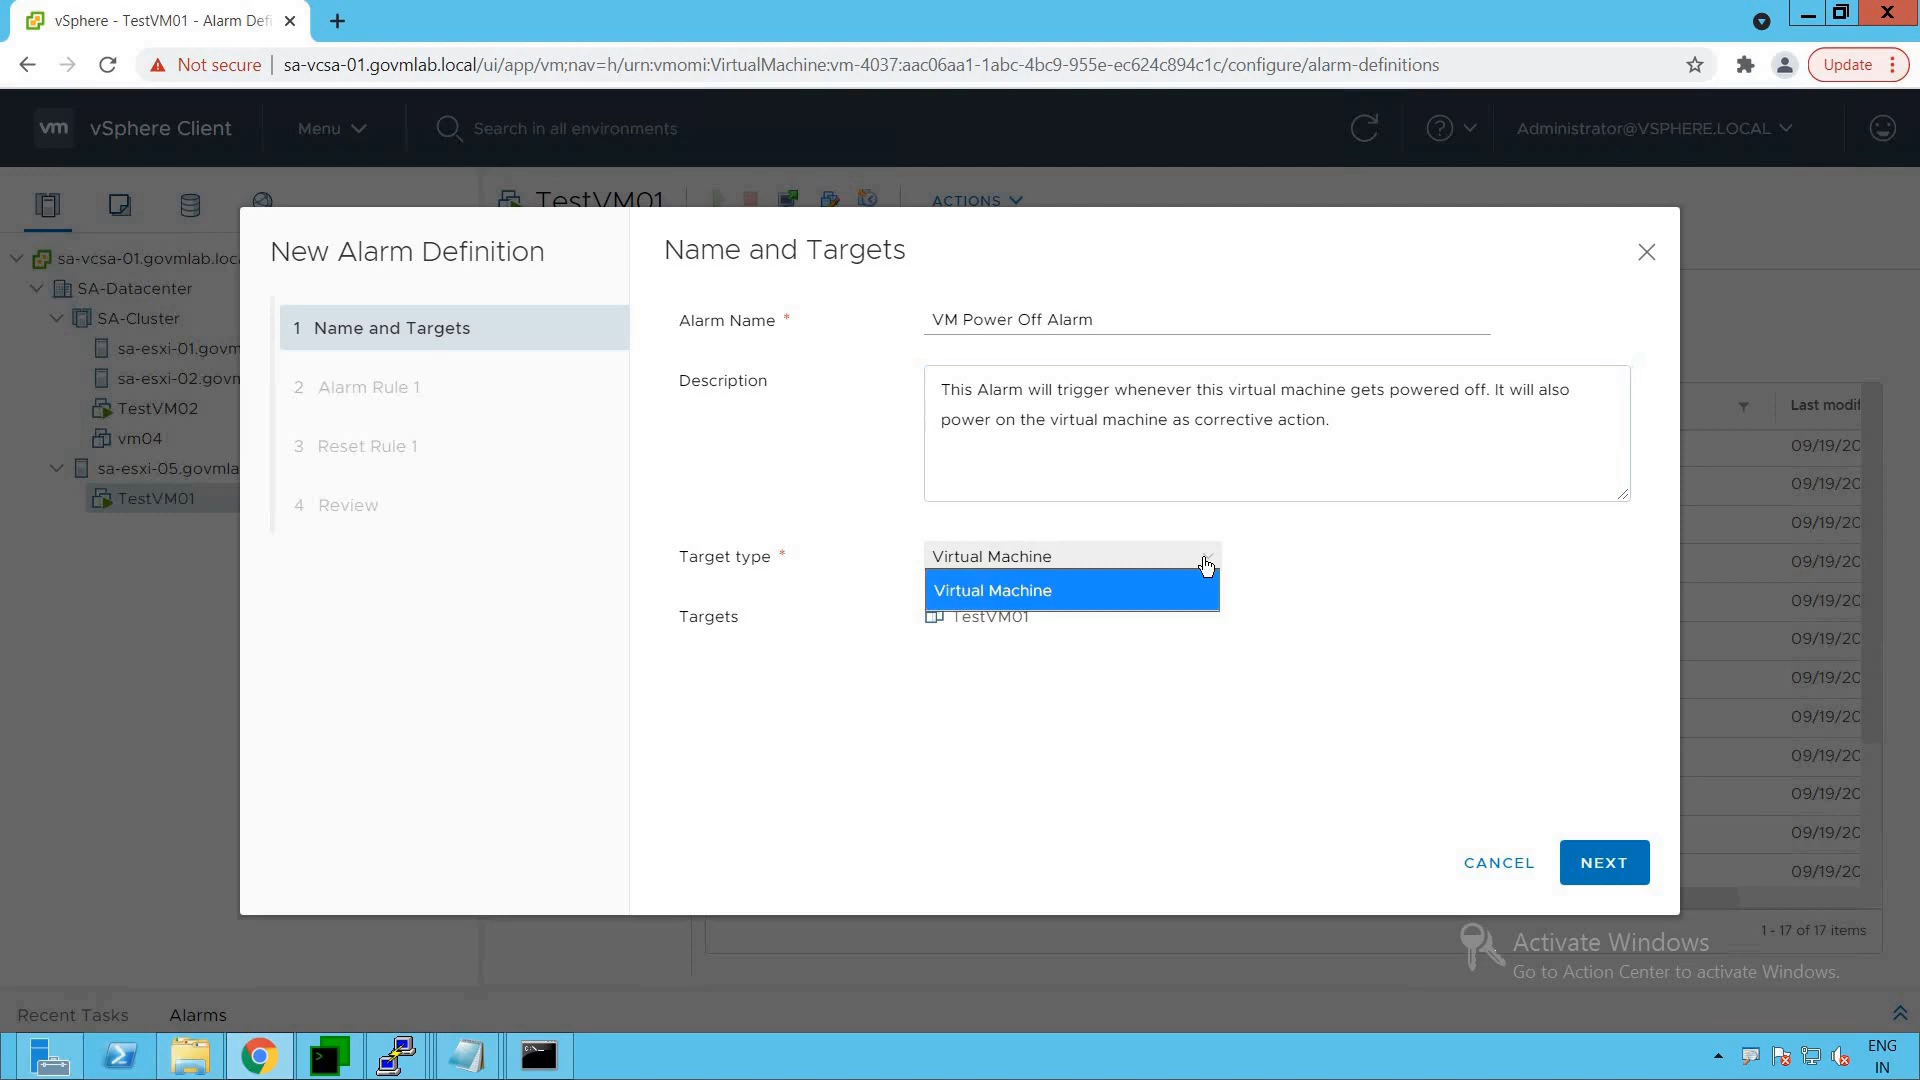 vSphere - TestVM01 - Alarm Defi
Not secure
sa-vcsa-01.govmlab.local/ui/app/vm;nav=h/urn:vmomi:VirtualMachine:vm-4037:aac06aa1-1abc-4bc9-955e-ec624c894c1c/configure/alarm-definitions
Update
vm
vSphere Client
Menu
Search in all environments
Administrator@VSPHERE.LOCAL
TestVM01
ACTIONS
sa-vcsa-01.govmlab.loca
SA-Datacenter
SA-Cluster
sa-esxi-01.govm
sa-esxi-02.govn
TestVM02
vm04
sa-esxi-05.govmla
TestVM01
New Alarm Definition
1 Name and Targets
2 Alarm Rule 1
3 Reset Rule 1
4 Review
Name and Targets
Alarm Name *
VM Power Off Alarm
Description
This Alarm will trigger whenever this virtual machine gets powered off. It will also
power on the virtual machine as corrective action.
Target type *
Virtual Machine
Virtual Machine
Targets
TestVM01
CANCEL
NEXT
Last modif
09/19/20
09/19/20
09/19/20
09/19/20
09/19/20
09/19/20
09/19/20
09/19/20
09/19/20
09/19/20
09/19/20
09/19/20
1 - 17 of 17 items
Activate Windows
Go to Action Center to activate Windows.
Recent Tasks
Alarms
ENG
IN